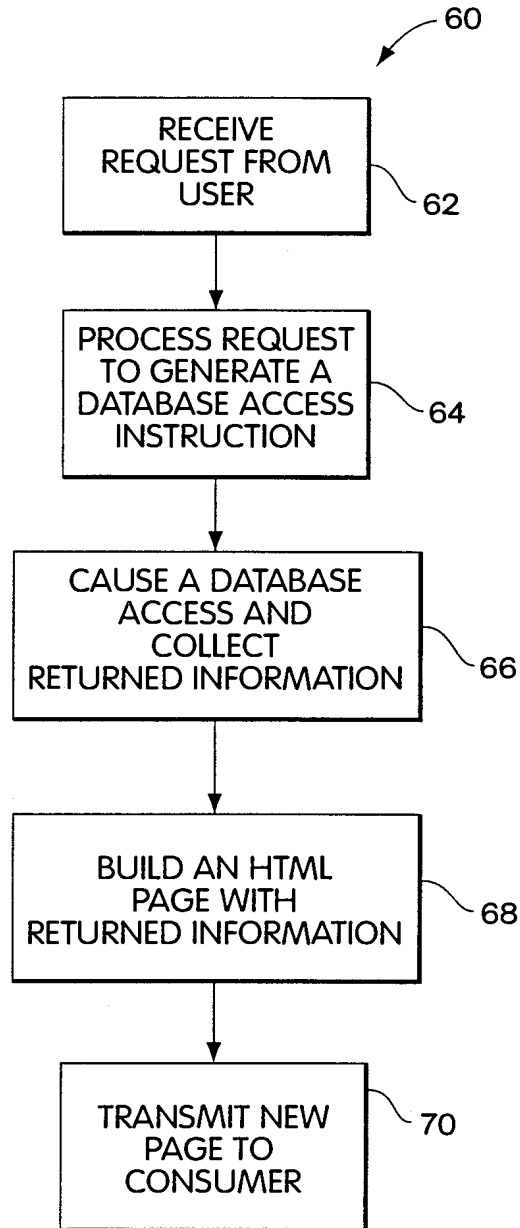 60
RECEIVE
REQUEST FROM
USER
62
PROCESS REQUEST
TO GENERATE A
DATABASE ACCESS
INSTRUCTION
64
CAUSE A DATABASE
ACCESS AND
COLLECT
RETURNED INFORMATION
66
BUILD AN HTML
PAGE WITH
RETURNED INFORMATION
68
TRANSMIT NEW
PAGE TO
CONSUMER
70